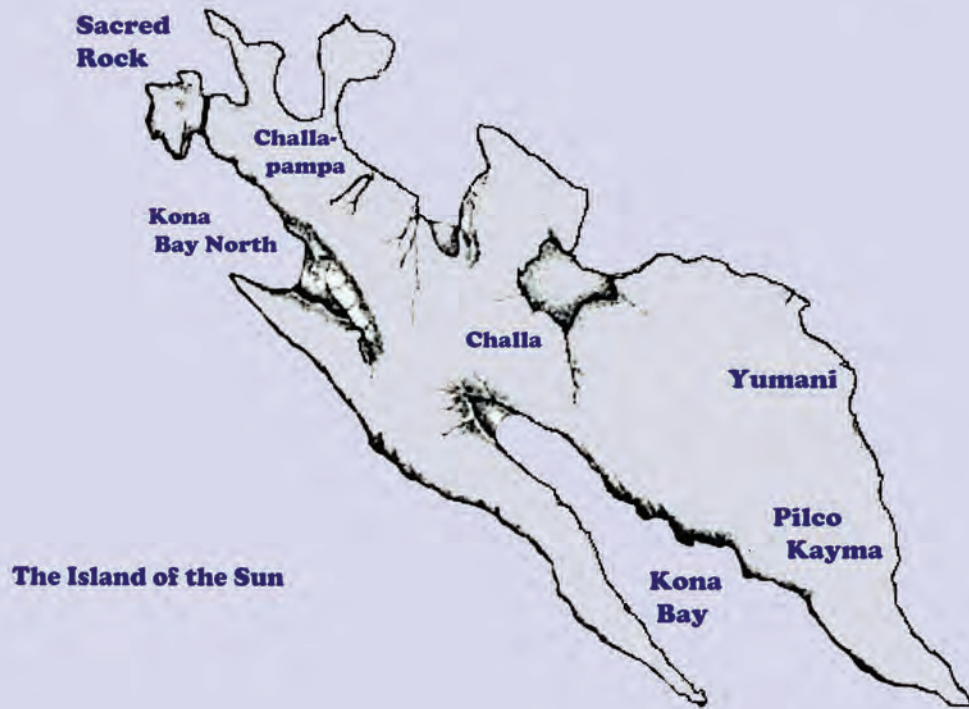 Sacred
Rock
Challa-
pampa
Kona
Bay North
Challa
Yumani
Pilco
Kayma
The Island of the Sun
Kona
Bay